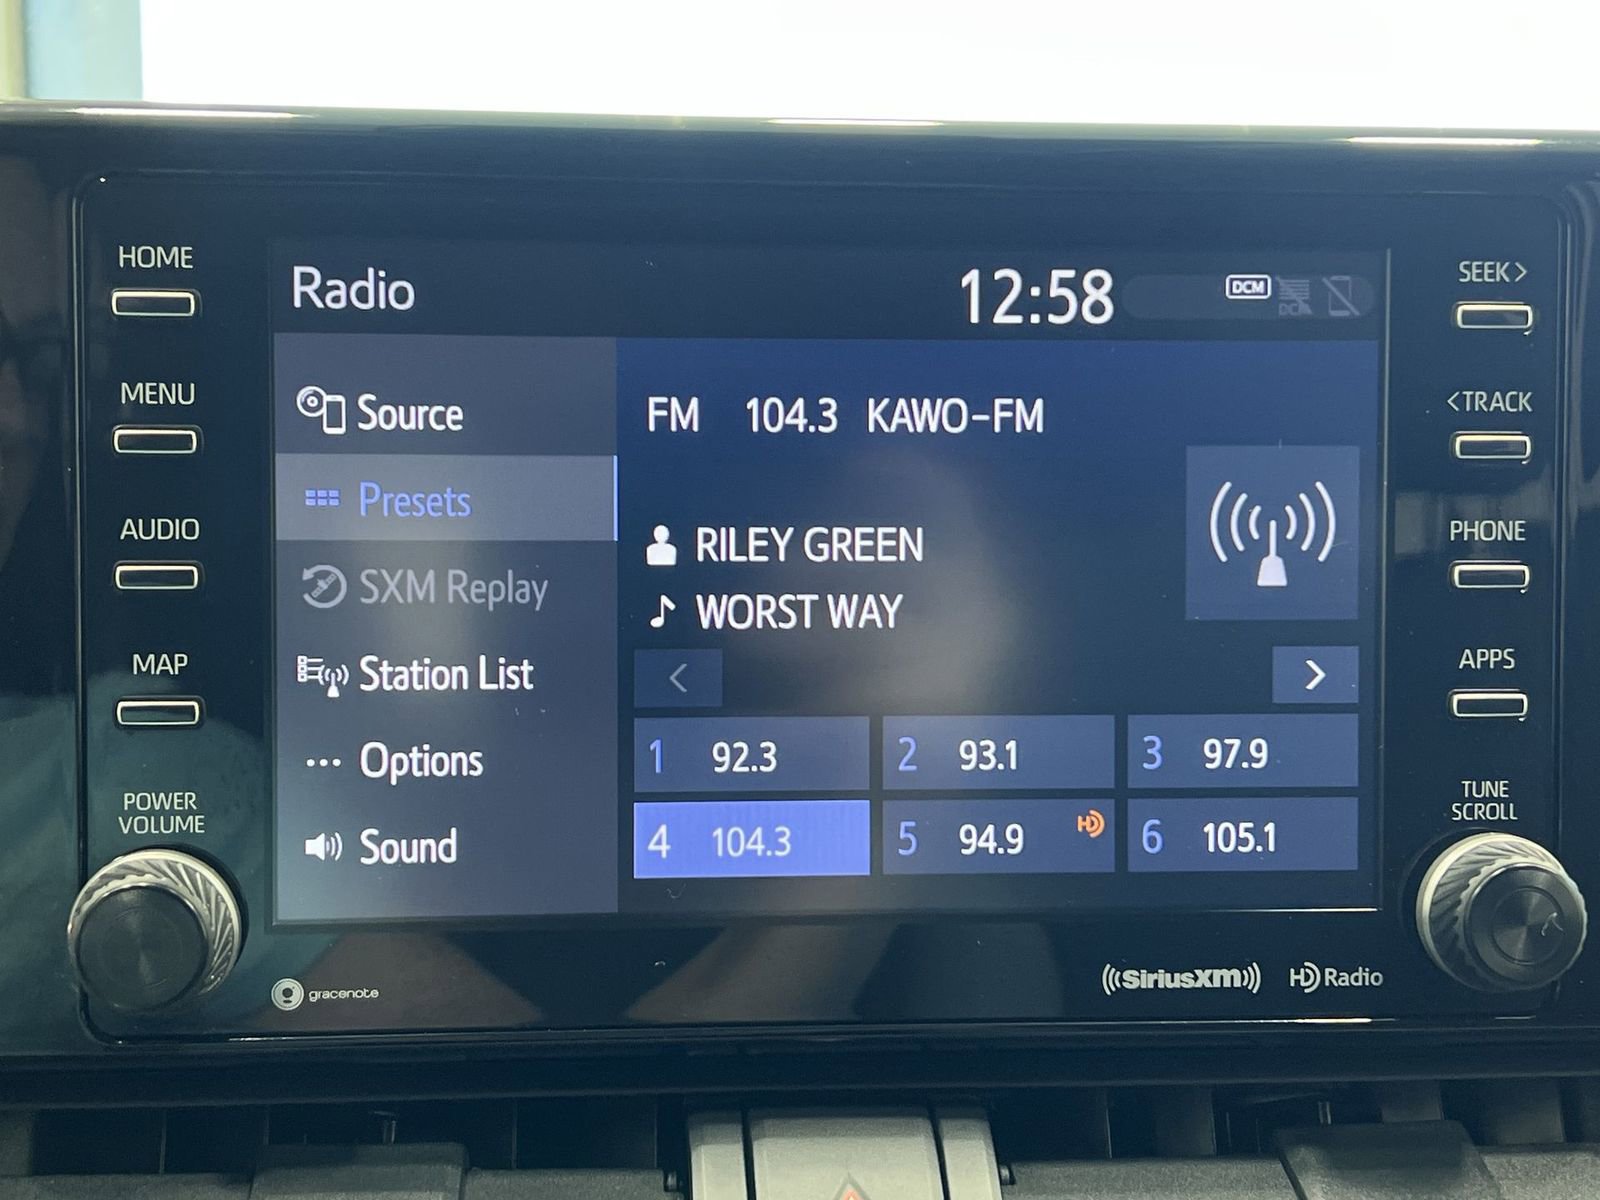 HOME
MENU
AUDIO
MAP
POWER
VOLUME
Radio
12:58
DCM
Source
Presets
SXM Replay
Station List
Options
Sound
FM 104.3 KAWO-FM
RILEY GREEN
WORST WAY
<
>
1 92.3
2 93.1
3 97.9
4 104.3
5 94.9 HD
6 105.1
SEEK >
< TRACK
PHONE
APPS
TUNE
SCROLL
gracenote
((SiriusXM))
HD Radio